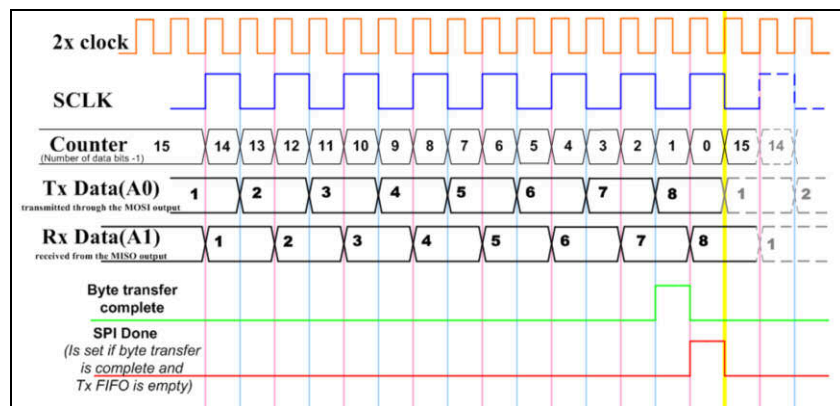 2x clock
SCLK
Counter
(Number of data bits -1)
15 14 13 12 11 10 9 8 7 6 5 4 3 2 1 0 15 14
Tx Data(A0)
transmitted through the MOSI output
1 2 3 4 5 6 7 8 1 2
Rx Data(A1)
received from the MISO output
1 2 3 4 5 6 7 8 1
Byte transfer
complete
SPI Done
(Is set if byte transfer
is complete and
Tx FIFO is empty)